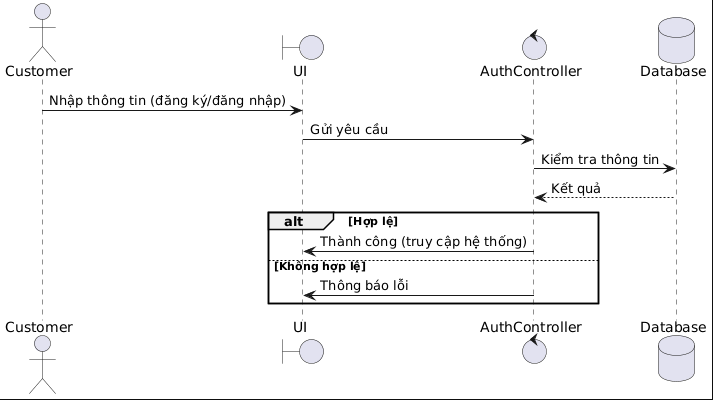 Customer
UI
AuthController
Database
Nhập thông tin (đăng ký/đăng nhập)
Gửi yêu cầu
Kiểm tra thông tin
Kết quả
alt [Hợp lệ]
Thành công (truy cập hệ thống)
[Không hợp lệ]
Thông báo lỗi
Customer
UI
AuthController
Database